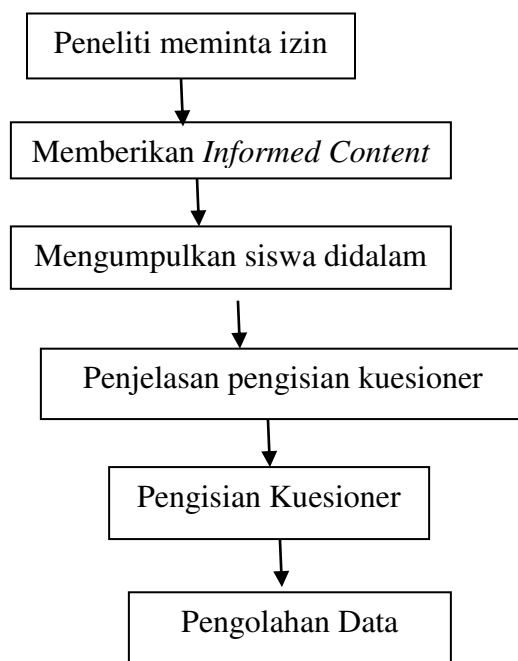 Peneliti meminta izin
Memberikan Informed Content
Mengumpulkan siswa didalam
Penjelasan pengisian kuesioner
Pengisian Kuesioner
Pengolahan Data